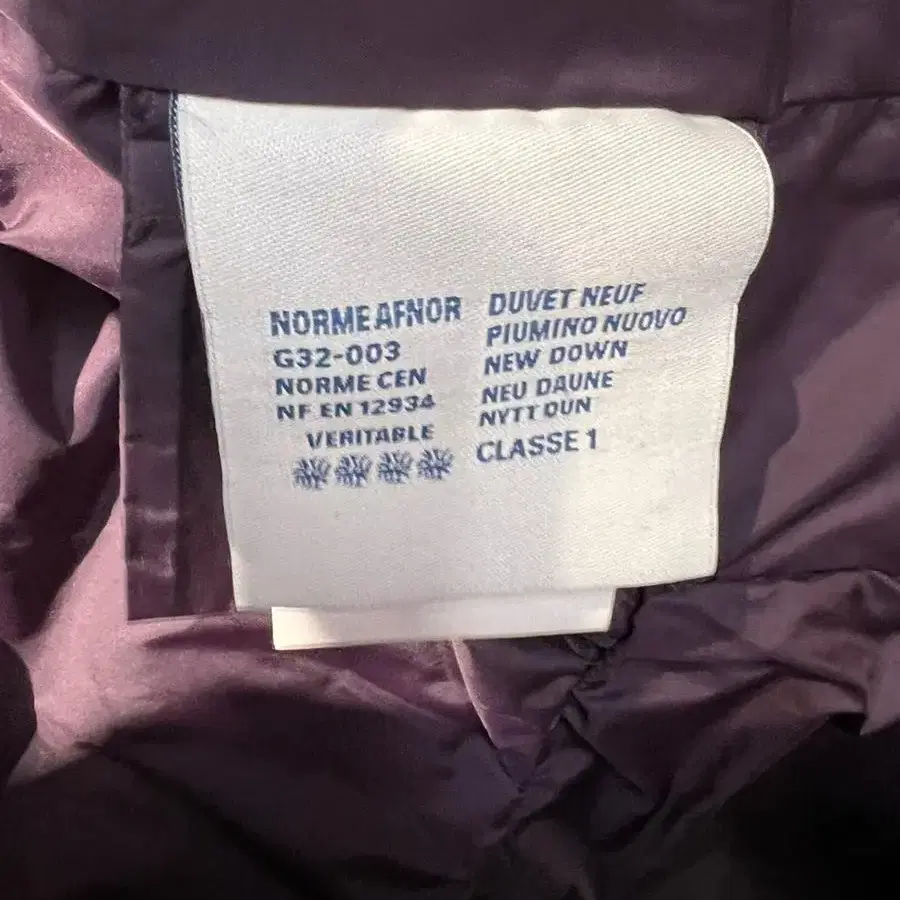 NORME AFNOR
G32-003
NORME CEN
NF EN 12934
VERITABLE
DUVET NEUF
PIUMINO NUOVO
NEW DOWN
NEU DAUNE
NYTT DUN
CLASSE 1